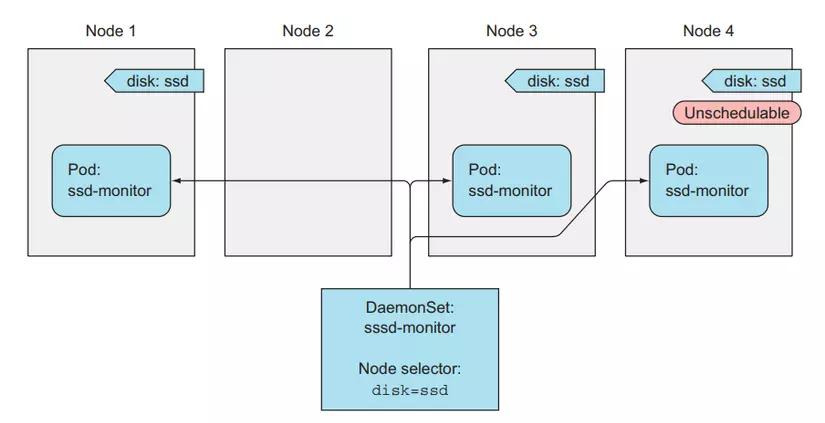 Node 1
Node 2
Node 3
Node 4
disk: ssd
disk: ssd
disk: ssd
Unschedulable
Pod:
ssd-monitor
Pod:
ssd-monitor
Pod:
ssd-monitor
DaemonSet:
sssd-monitor
Node selector:
disk=ssd